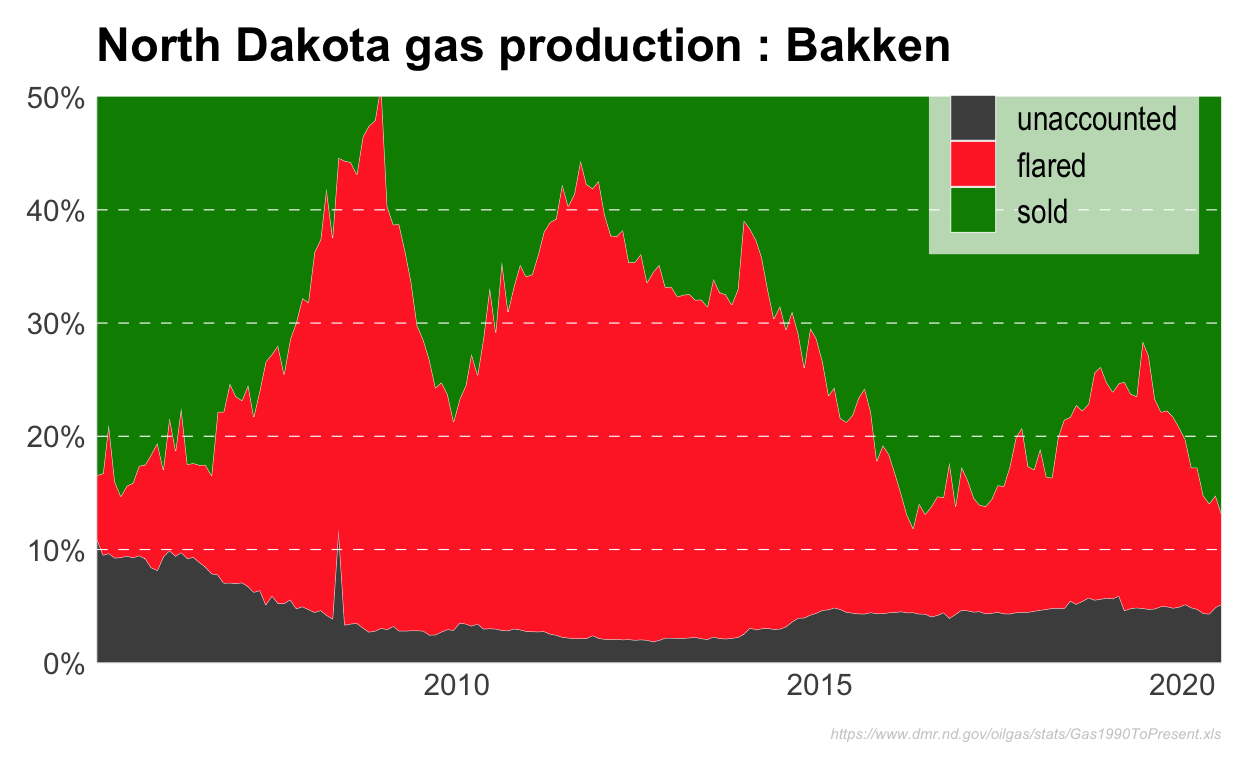 North Dakota gas production : Bakken
50%
unaccounted
flared
40%
sold
30%
20%
10%
0%
2010 2015 2020
https://www.dmr.nd.gov/oilgas/stats/Gas1990ToPresent.xls